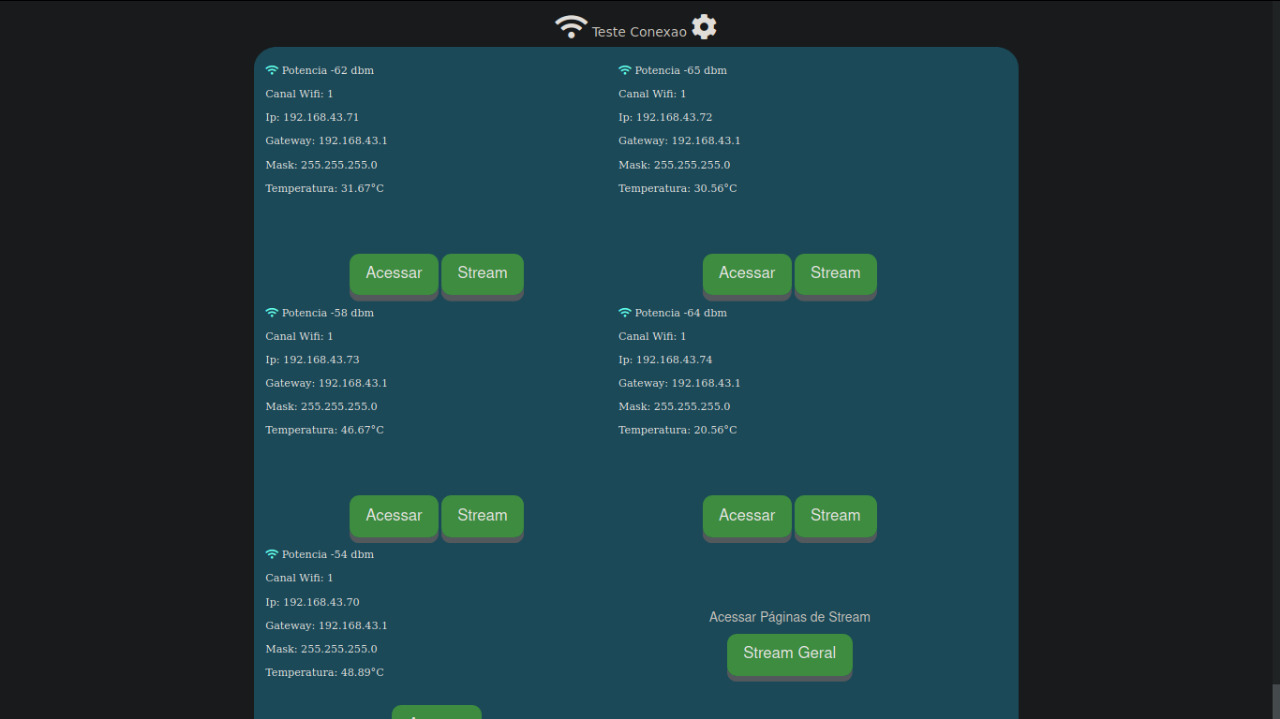 Teste Conexao
Potencia -62 dbm
Canal Wifi: 1
Ip: 192.168.43.71
Gateway: 192.168.43.1
Mask: 255.255.255.0
Temperatura: 31.67°C
Acessar Stream
Potencia -65 dbm
Canal Wifi: 1
Ip: 192.168.43.72
Gateway: 192.168.43.1
Mask: 255.255.255.0
Temperatura: 30.56°C
Acessar Stream
Potencia -58 dbm
Canal Wifi: 1
Ip: 192.168.43.73
Gateway: 192.168.43.1
Mask: 255.255.255.0
Temperatura: 46.67°C
Acessar Stream
Potencia -64 dbm
Canal Wifi: 1
Ip: 192.168.43.74
Gateway: 192.168.43.1
Mask: 255.255.255.0
Temperatura: 20.56°C
Acessar Stream
Potencia -54 dbm
Canal Wifi: 1
Ip: 192.168.43.70
Gateway: 192.168.43.1
Mask: 255.255.255.0
Temperatura: 48.89°C
Acessar Páginas de Stream
Stream Geral